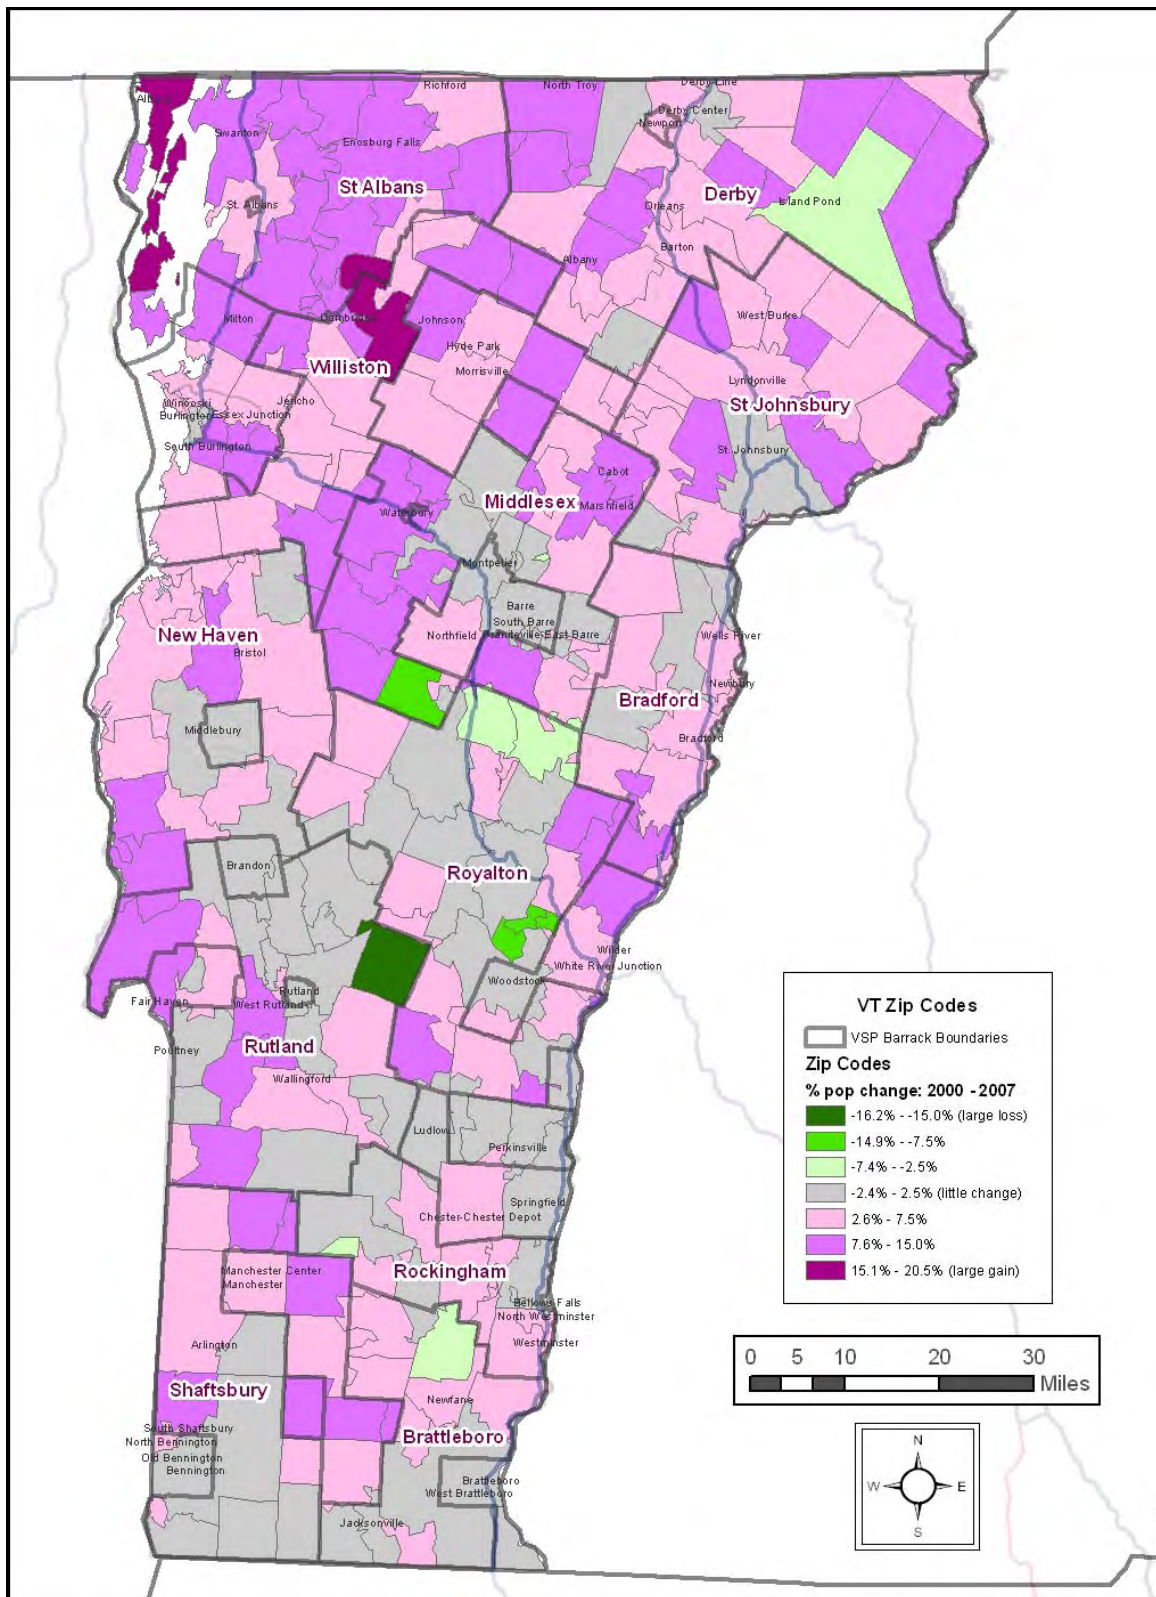 Richford
North Troy
Derby Line
Alburg
Derby Center
Newport
Swanton
Enosburg Falls
St Albans
Derby
St. Albans
Orleans
Island Pond
Barton
Albany
Milton
Johnson
West Burke
Hyde Park
Williston
Morrisville
Lyndonville
Jericho
Winooski
St Johnsbury
Burlington
Essex Junction
South Burlington
St. Johnsbury
Cabot
Middlesex
Marshfield
Waterbury
Montpelier
Barre
South Barre
New Haven
Northfield
Graniteville-East Barre
Wells River
Bristol
Newbury
Bradford
Middlebury
Bradford
Brandon
Royalton
Wilder
White River Junction
Woodstock
Rutland
Fair Haven
West Rutland
Rutland
Poultney
Wallingford
Ludlow
Perkinsville
Springfield
Chester-Chester Depot
Manchester Center
Manchester
Rockingham
Bellows Falls
North Westminster
Westminster
Arlington
Shaftsbury
Newfane
South Shaftsbury
Brattleboro
North Bennington
Old Bennington
Bennington
Brattleboro
West Brattleboro
Jacksonville
VT Zip Codes
VSP Barrack Boundaries
Zip Codes
% pop change: 2000 - 2007
-16.2% - -15.0% (large loss)
-14.9% - -7.5%
-7.4% - -2.5%
-2.4% - 2.5% (little change)
2.6% - 7.5%
7.6% - 15.0%
15.1% - 20.5% (large gain)
0 5 10 20 30
Miles
N
W E
S